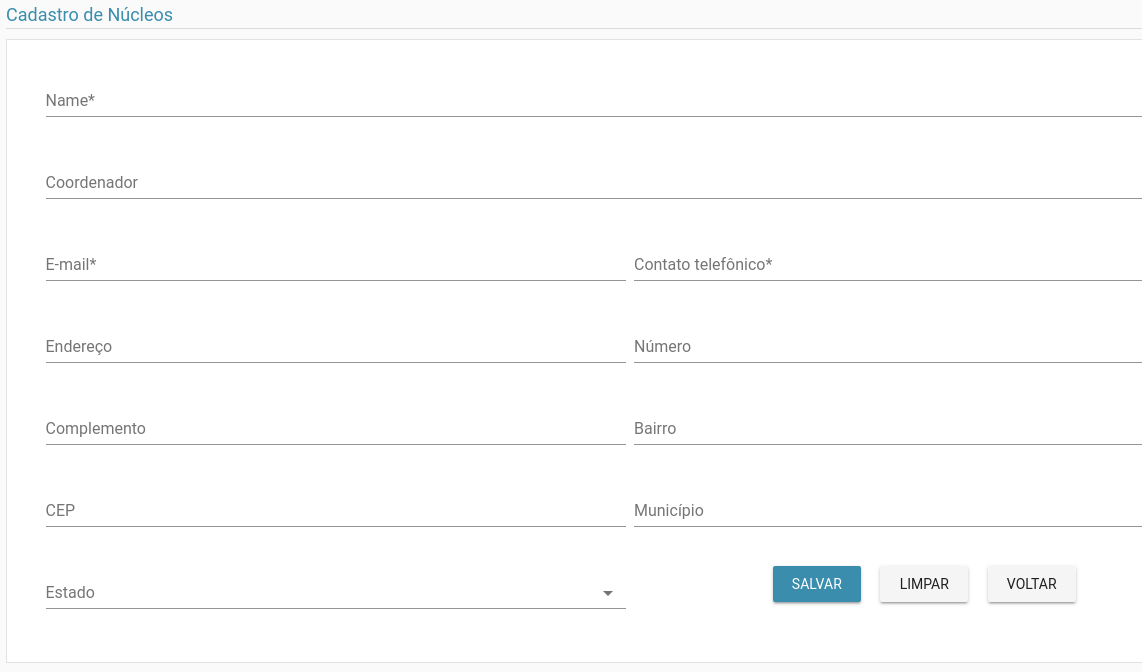 Cadastro de Núcleos
Name*
Coordenador
E-mail*
Contato telefônico*
Endereço
Número
Complemento
Bairro
CEP
Município
Estado
SALVAR
LIMPAR
VOLTAR